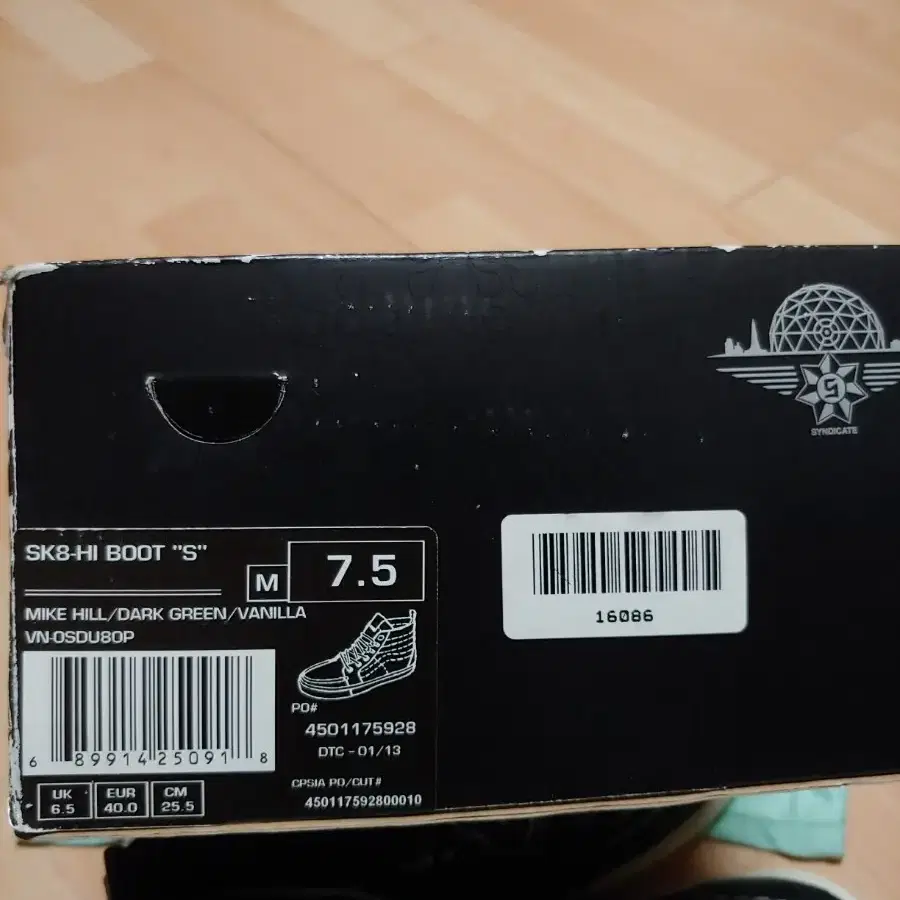 SYNDICATE
SK8-HI BOOT "S"
M
7.5
MIKE HILL/DARK GREEN/VANILLA
VN-0SDU80P
16086
6 89914 25091 8
PO#
4501175928
DTC - 01/13
CPSIA PO/CUT#
450117592800010
UK
6.5
EUR
40.0
CM
25.5